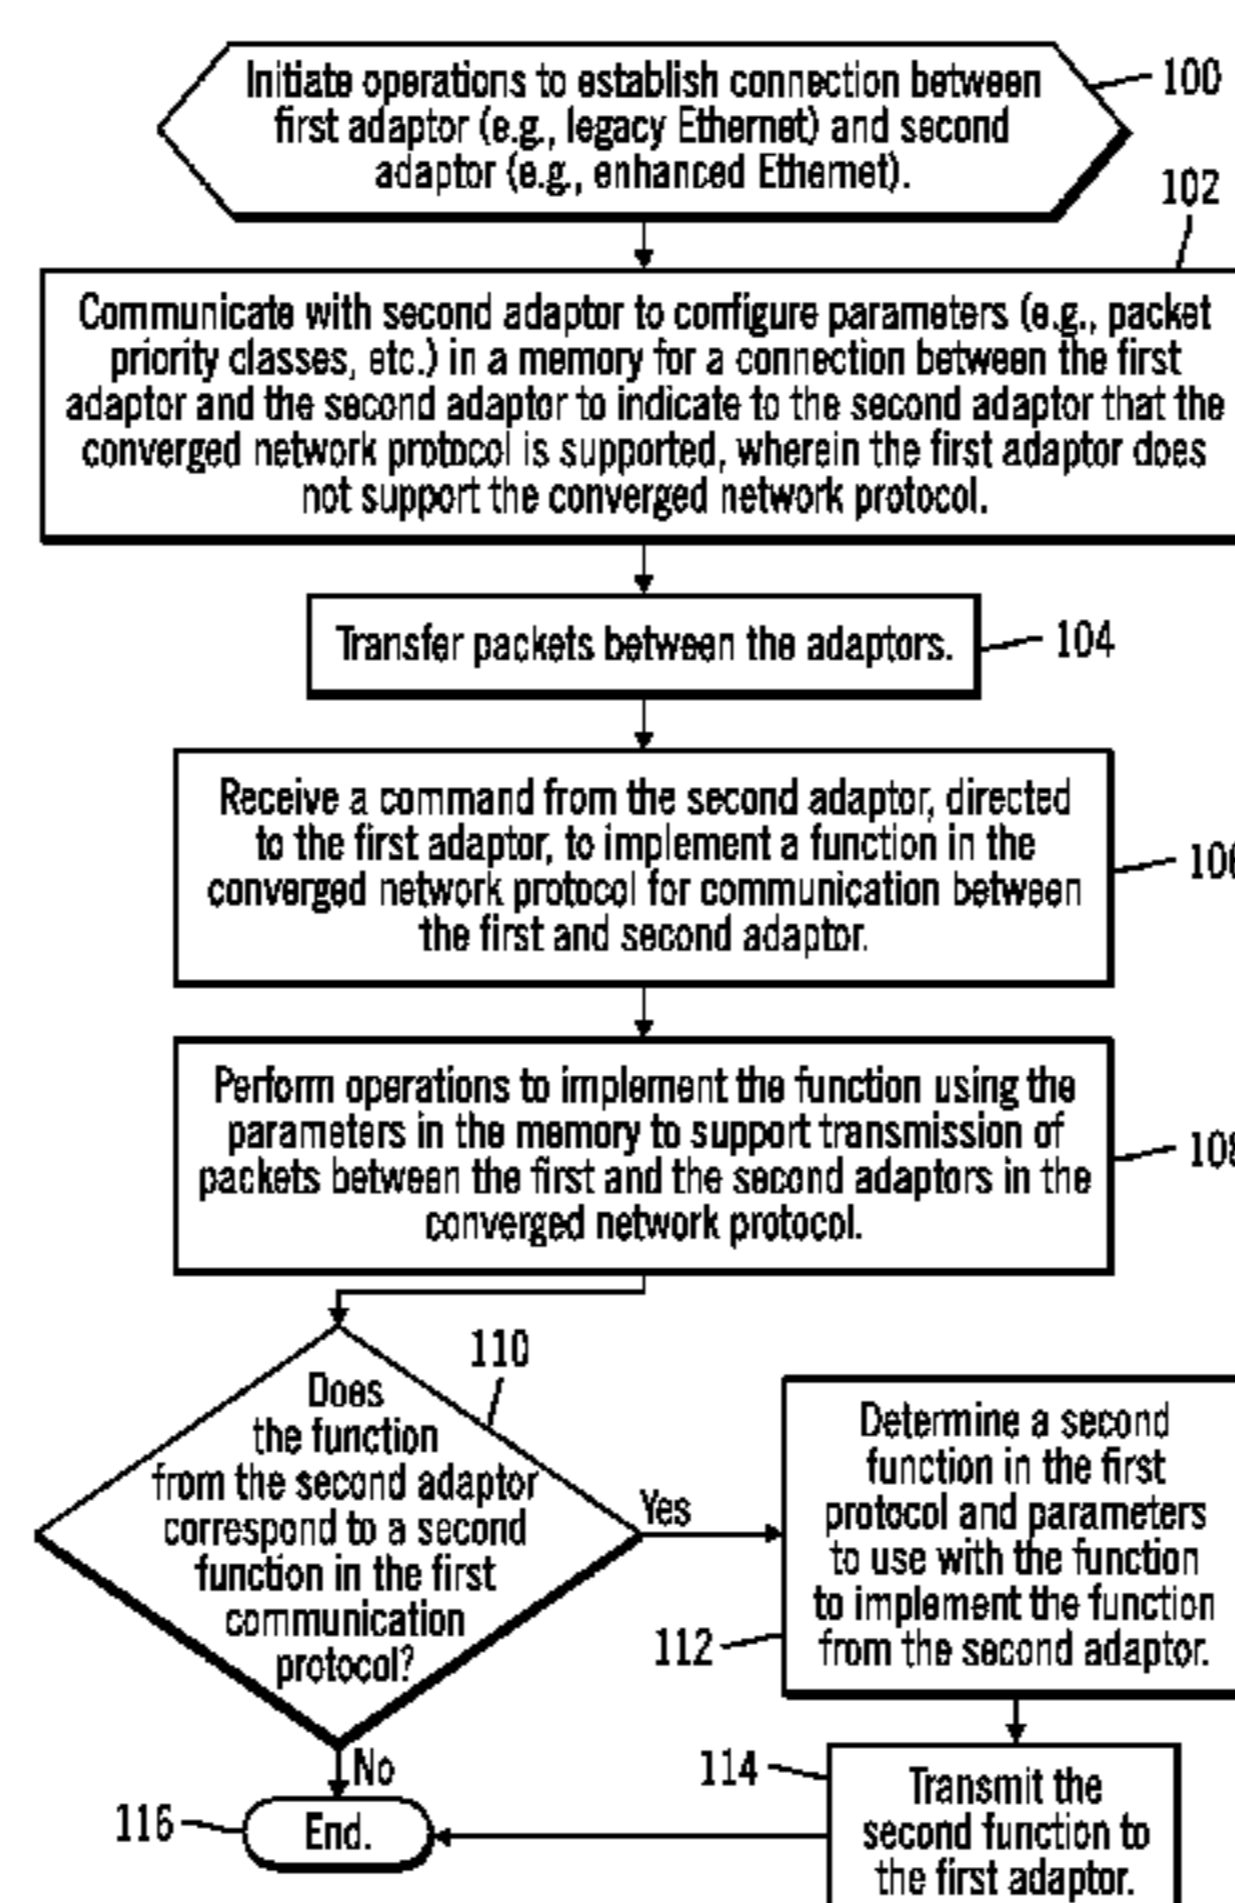 Initiate operations to establish connection between
first adaptor (e.g., legacy Ethernet) and second
adaptor (e.g., enhanced Ethernet).
100
102
Communicate with second adaptor to configure parameters (e.g., packet
priority classes, etc.) in a memory for a connection between the first
adaptor and the second adaptor to indicate to the second adaptor that the
converged network protocol is supported, wherein the first adaptor does
not support the converged network protocol.
Transfer packets between the adaptors.
104
Receive a command from the second adaptor, directed
to the first adaptor, to implement a function in the
converged network protocol for communication between
the first and second adaptor.
106
Perform operations to implement the function using the
parameters in the memory to support transmission of
packets between the first and the second adaptors in the
converged network protocol.
108
110
Does
the function
from the second adaptor
correspond to a second
function in the first
communication
protocol?
Yes
No
Determine a second
function in the first
protocol and parameters
to use with the function
to implement the function
from the second adaptor.
112
114
Transmit the
second function to
the first adaptor.
116
End.